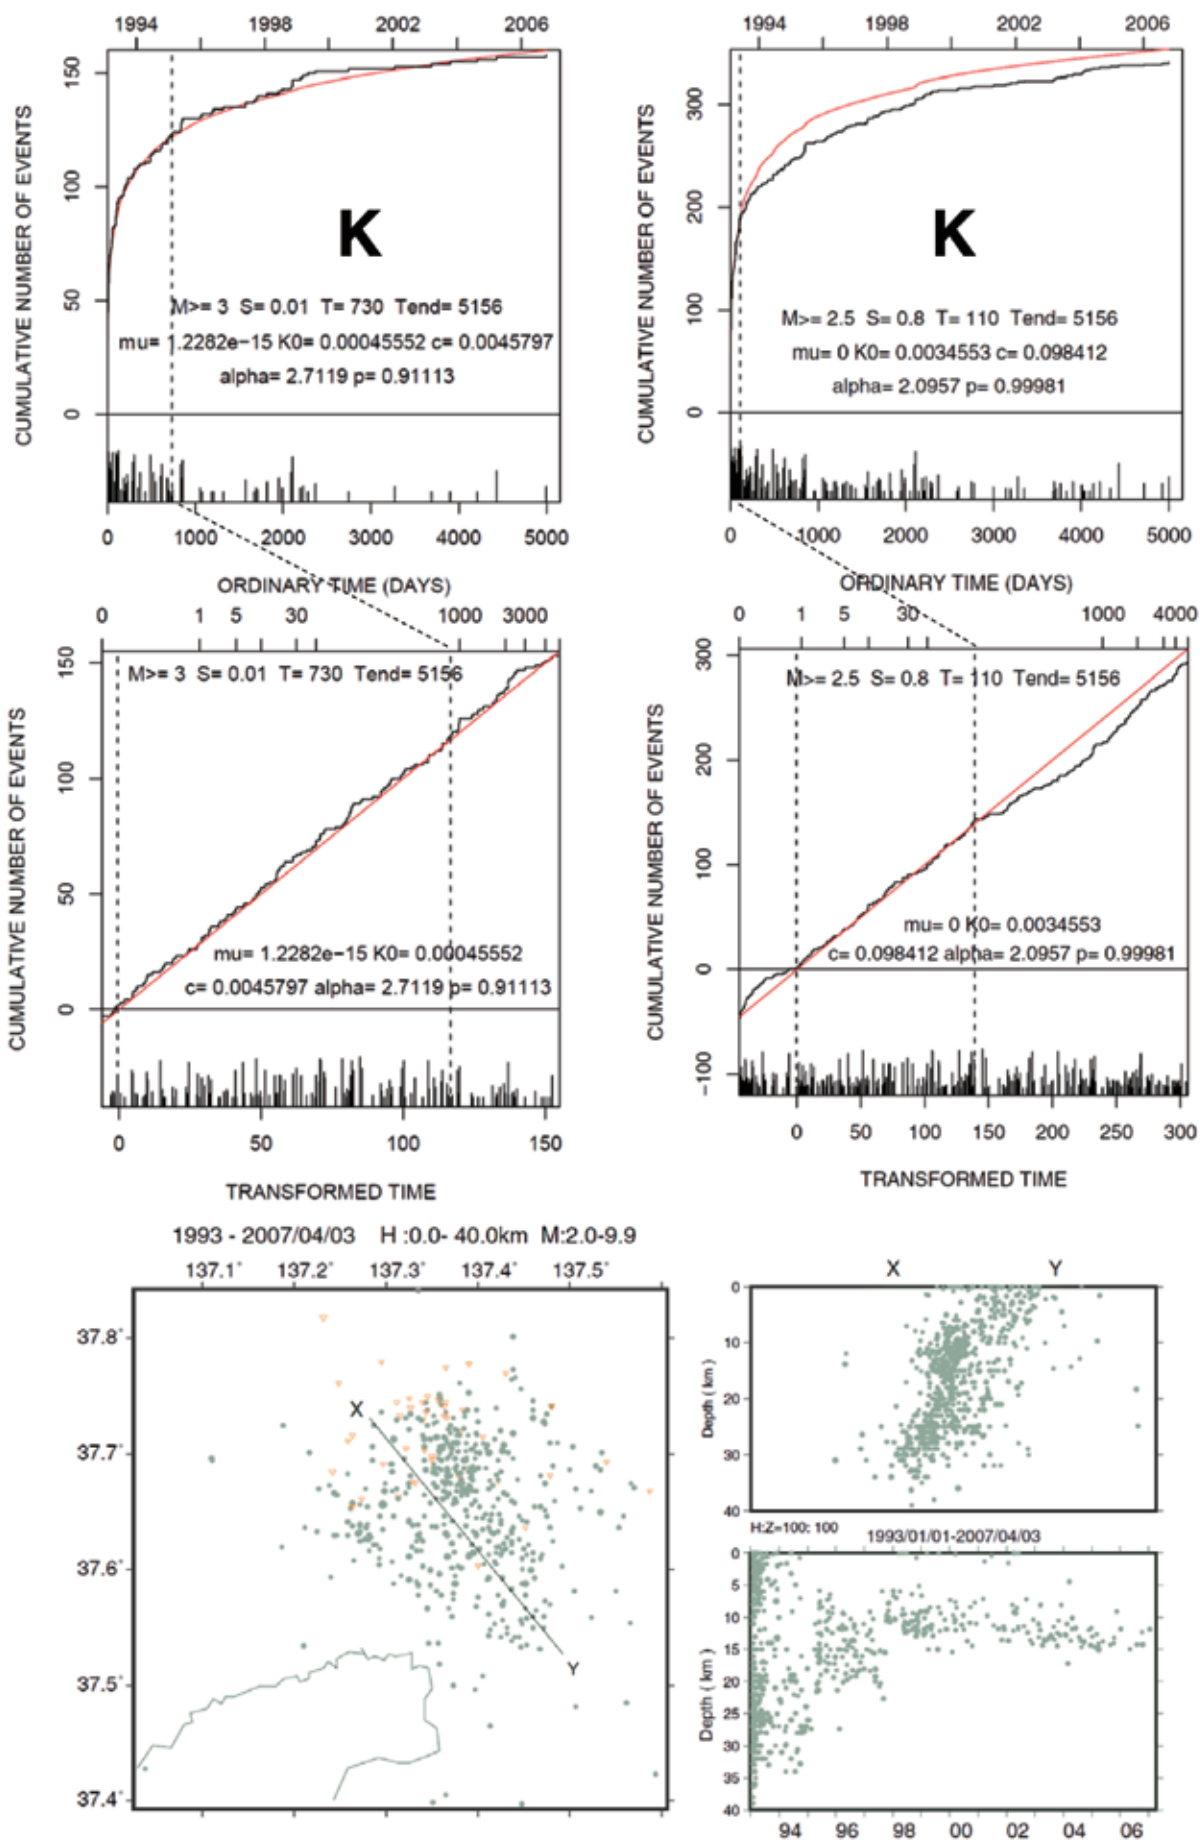 1994 1998 2002 2006
CUMULATIVE NUMBER OF EVENTS
150
100
50
0
K
M>= 3 S= 0.01 T= 730 Tend= 5156
mu= 1.2282e-15 K0= 0.00045552 c= 0.0045797
alpha= 2.7119 p= 0.91113
0 1000 2000 3000 4000 5000
ORDINARY TIME (DAYS)
1994 1998 2002 2006
CUMULATIVE NUMBER OF EVENTS
300
200
100
0
K
M>= 2.5 S= 0.8 T= 110 Tend= 5156
mu= 0 K0= 0.0034553 c= 0.098412
alpha= 2.0957 p= 0.99981
0 1000 2000 3000 4000 5000
ORDINARY TIME (DAYS)
0 1 5 30 1000 3000
CUMULATIVE NUMBER OF EVENTS
150
100
50
0
M>= 3 S= 0.01 T= 730 Tend= 5156
mu= 1.2282e-15 K0= 0.00045552
c= 0.0045797 alpha= 2.7119 p= 0.91113
0 50 100 150
TRANSFORMED TIME
0 1 5 30 1000 4000
CUMULATIVE NUMBER OF EVENTS
300
200
100
0
-100
M>= 2.5 S= 0.8 T= 110 Tend= 5156
mu= 0 K0= 0.0034553
c= 0.098412 alpha= 2.0957 p= 0.99981
0 50 100 150 200 250 300
TRANSFORMED TIME
1993 - 2007/04/03 H :0.0- 40.0km M:2.0-9.9
137.1° 137.2° 137.3° 137.4° 137.5°
37.8°
37.7°
37.6°
37.5°
37.4°
X
Y
X Y
Depth ( km )
0
10
20
30
40
H:Z=100: 100
1993/01/01-2007/04/03
Depth ( km )
0
5
10
15
20
25
30
35
40
94 96 98 00 02 04 06